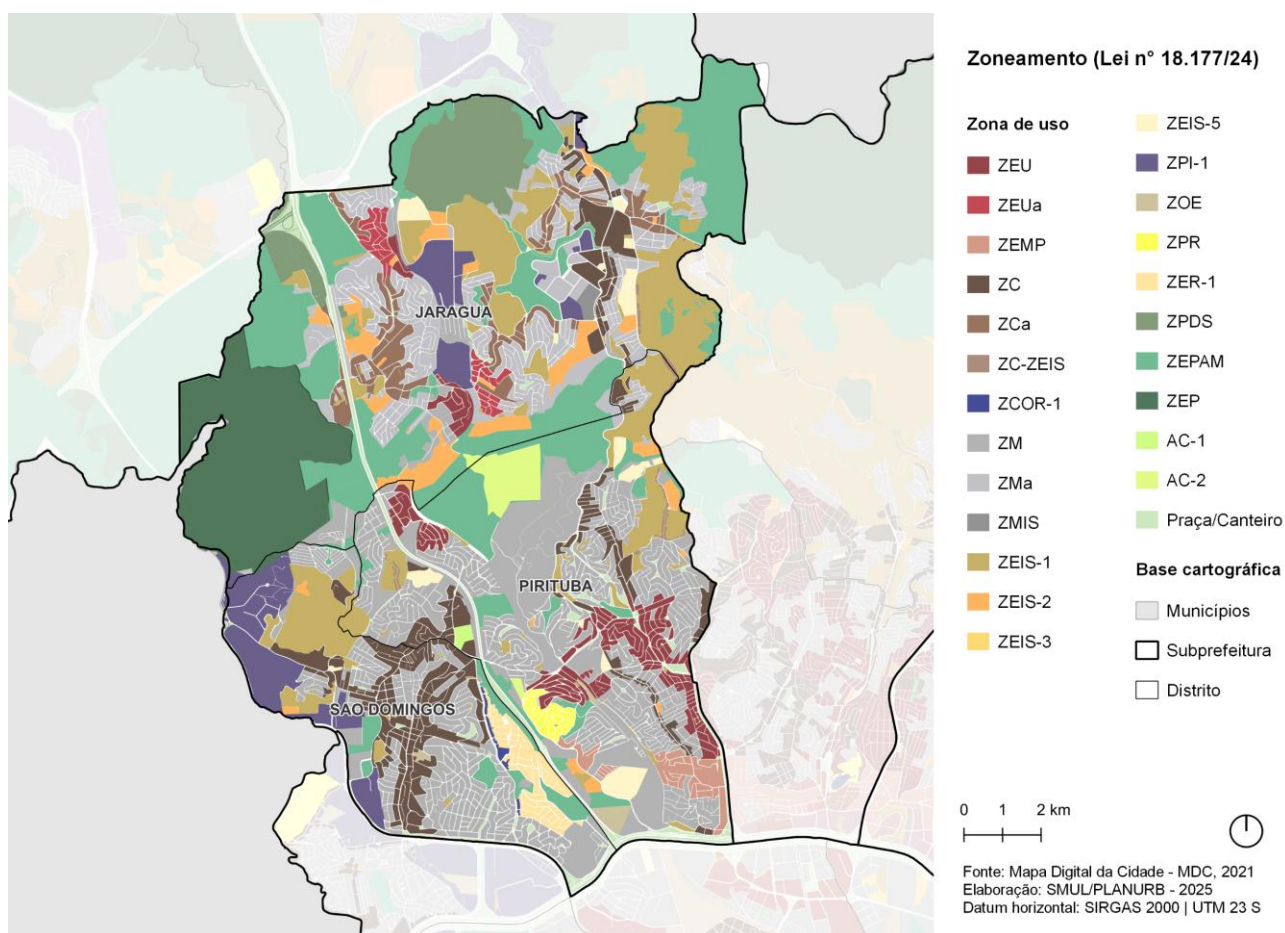 JARAGUA
PIRITUBA
SAO DOMINGOS
Zoneamento (Lei n° 18.177/24)
Zona de uso
ZEU
ZEUa
ZEMP
ZC
ZCa
ZC-ZEIS
ZCOR-1
ZM
ZMa
ZMIS
ZEIS-1
ZEIS-2
ZEIS-3
ZEIS-5
ZPI-1
ZOE
ZPR
ZER-1
ZPDS
ZEPAM
ZEP
AC-1
AC-2
Praça/Canteiro
Base cartográfica
Municípios
Subprefeitura
Distrito
0 1 2 km
Fonte: Mapa Digital da Cidade - MDC, 2021
Elaboração: SMUL/PLANURB - 2025
Datum horizontal: SIRGAS 2000 | UTM 23 S